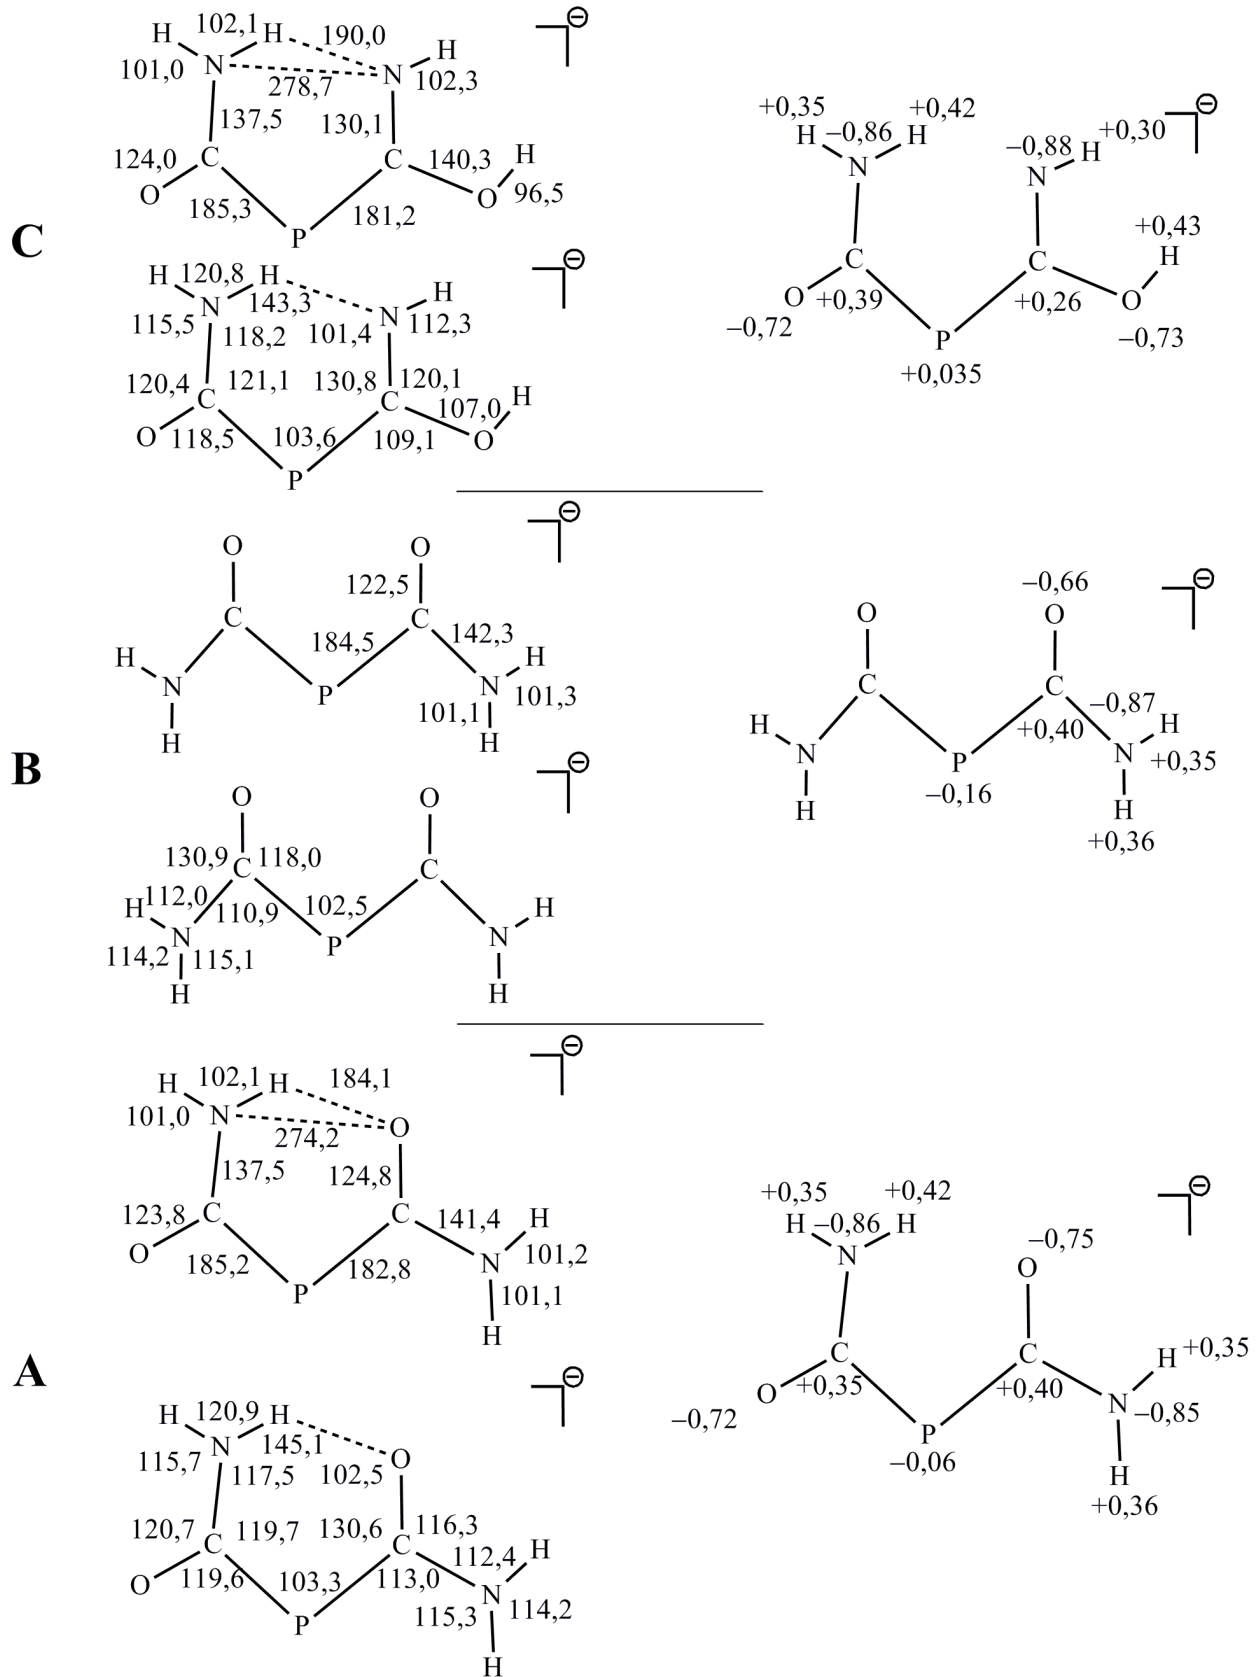 102,1
H H 190,0 H ⊖
101,0 N N 102,3
278,7
137,5 130,1
124,0 C C 140,3 H
O O 96,5
185,3 181,2
P
C
+0,35 +0,42
H –0,86 H –0,88 +0,30 ⊖
N N H
+0,43
C C H
O +0,39 +0,26 O
–0,72 –0,73
P
+0,035
H 120,8 H H ⊖
143,3
115,5 N N 112,3
118,2 101,4
120,4 C 121,1 130,8 C 120,1 H
107,0
O 118,5 103,6 109,1 O
P
O O ⊖
122,5
C C
184,5 142,3
H N P N H
101,1 101,3
H H
B
–0,66 ⊖
O O
C C –0,87
+0,40
H N P N H
–0,16 +0,35
H H
+0,36
O O ⊖
130,9 C 118,0 C
112,0
H 110,9 102,5 H
N P N
114,2 115,1
H H
H 102,1 H 184,1 ⊖
101,0 N O
274,2
137,5 124,8
123,8 C C 141,4 H
O 185,2 182,8 N 101,2
P 101,1
H
A
+0,35 +0,42 ⊖
H –0,86 H –0,75
N O
C C H +0,35
O +0,35 +0,40 N –0,85
–0,72 P
–0,06 H
+0,36
H 120,9 H ⊖
145,1
115,7 N O
117,5 102,5
120,7 C 119,7 130,6 C 116,3
112,4 H
O 119,6 103,3 113,0 N 114,2
P 115,3
H